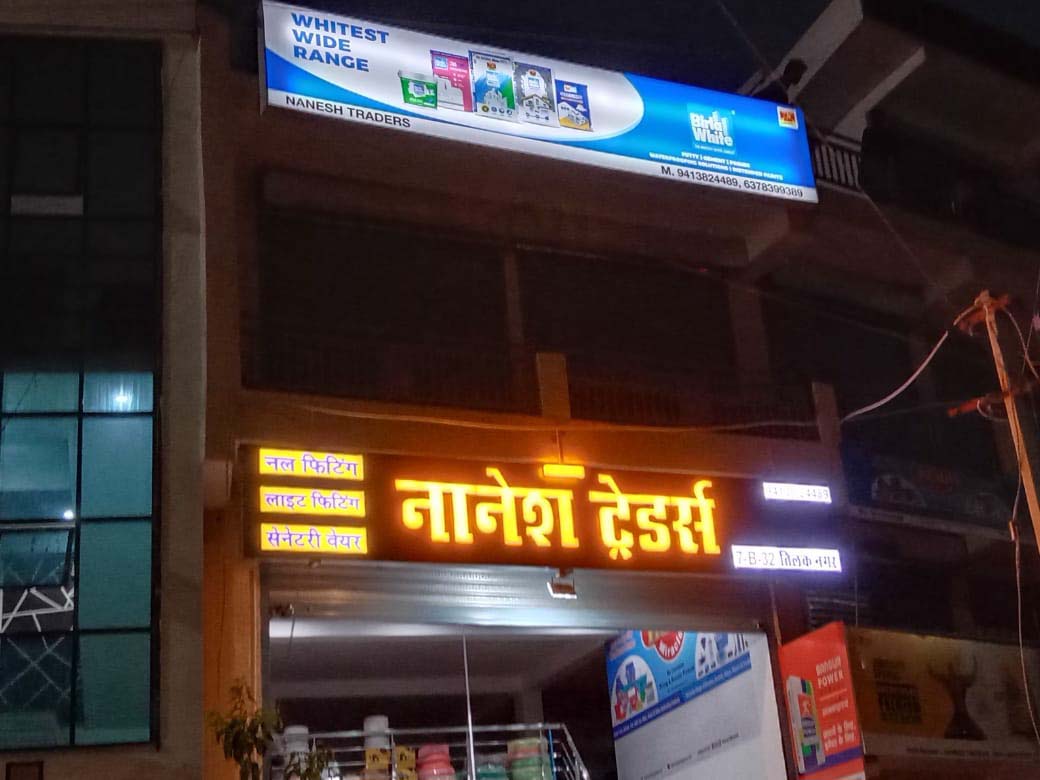 WHITEST
WIDE
RANGE
NANESH TRADERS
Birla
White
PUTTY | CEMENT | PRIMER
WATERPROOFING SOLUTIONS | DISTEMPER PAINTS
M. 9413824489, 6378399389
नल फिटिंग
लाइट फिटिंग
सेनेटरी वेयर
नानेश ट्रेडर्स
7-B-32 तिलक नगर
Miracle
BANGUR
POWER